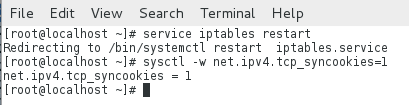 File Edit View Search Terminal Help
[root@localhost ~]# service iptables restart
Redirecting to /bin/systemctl restart  iptables.service
[root@localhost ~]# sysctl -w net.ipv4.tcp_syncookies=1
net.ipv4.tcp_syncookies = 1
[root@localhost ~]#